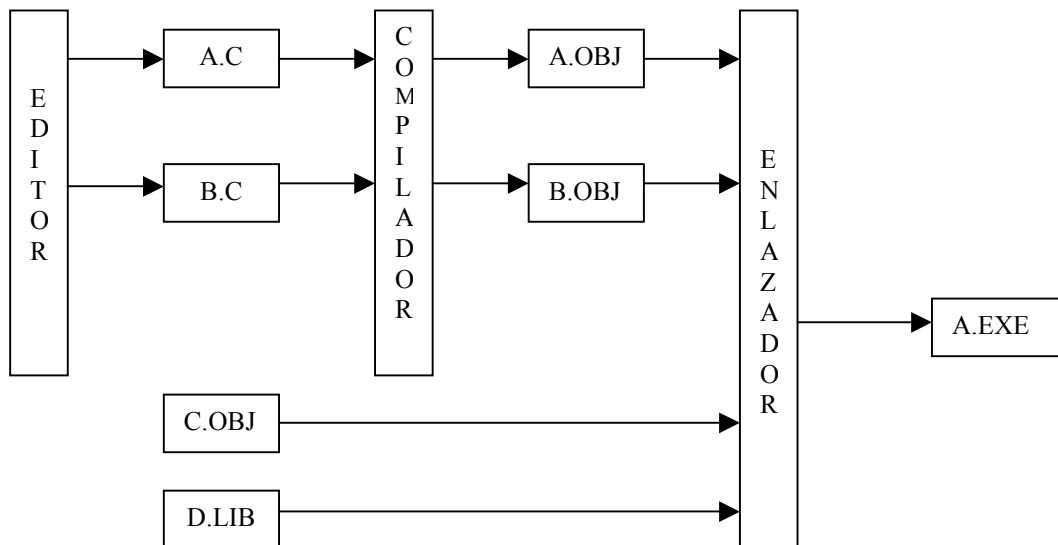 EDITOR
A.C
B.C
COMPILADOR
A.OBJ
B.OBJ
C.OBJ
D.LIB
ENLAZADOR
A.EXE